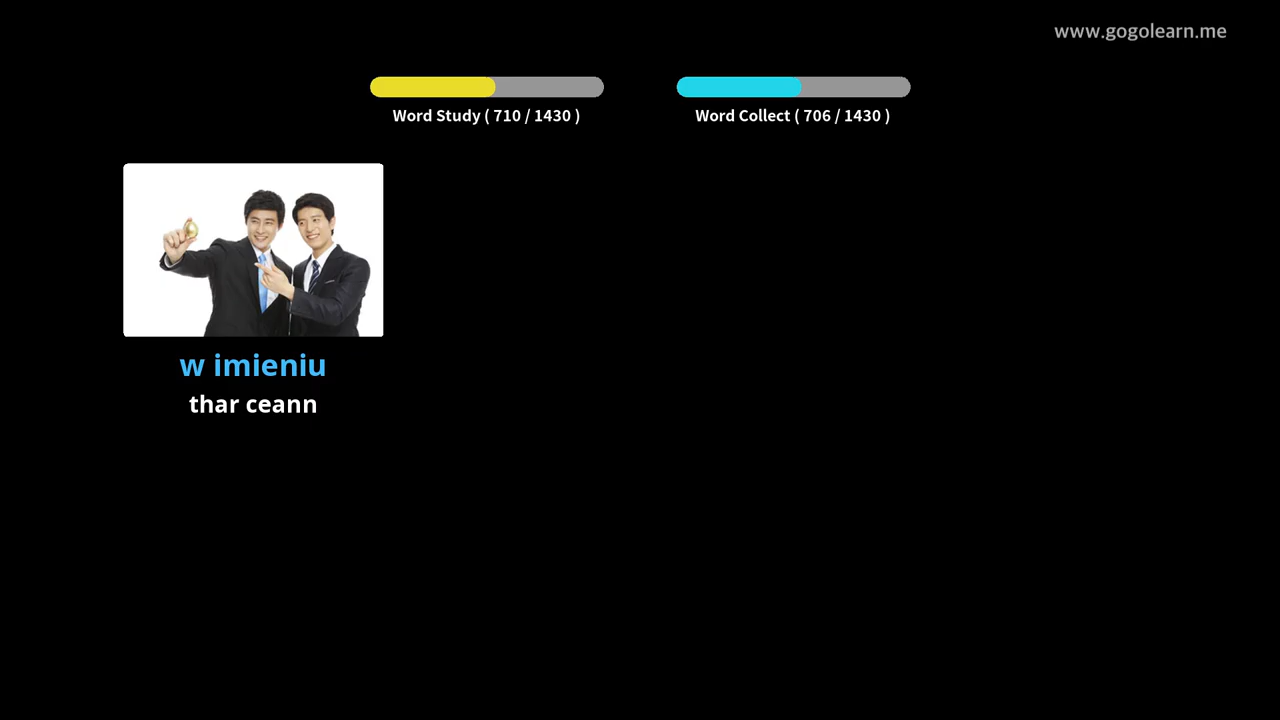 www.gogolearn.me
Word Study ( 710 / 1430 )
Word Collect ( 706 / 1430 )
w imieniu
thar ceann